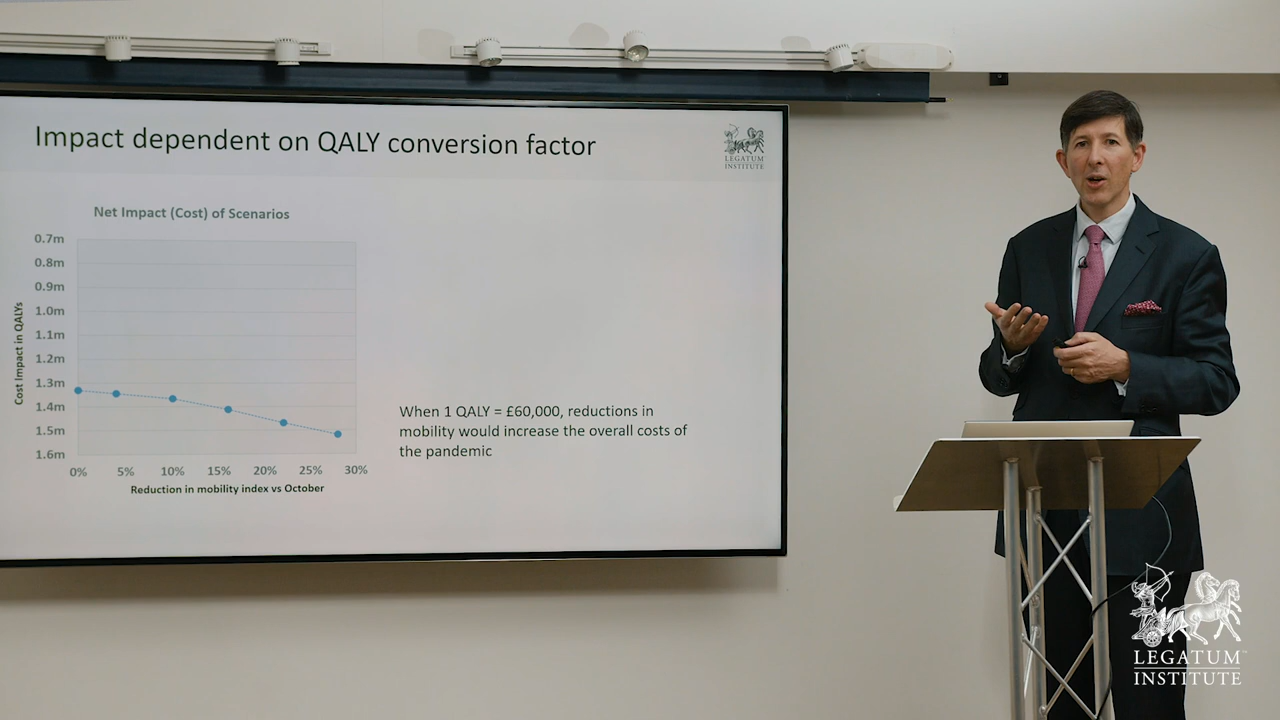 Impact dependent on QALY conversion factor
LEGATUM
INSTITUTE
Net Impact (Cost) of Scenarios
Cost Impact in QALYs
0.7m
0.8m
0.9m
1.0m
1.1m
1.2m
1.3m
1.4m
1.5m
1.6m
0% 5% 10% 15% 20% 25% 30%
Reduction in mobility index vs October
When 1 QALY = £60,000, reductions in
mobility would increase the overall costs of
the pandemic
LEGATUM™
INSTITUTE